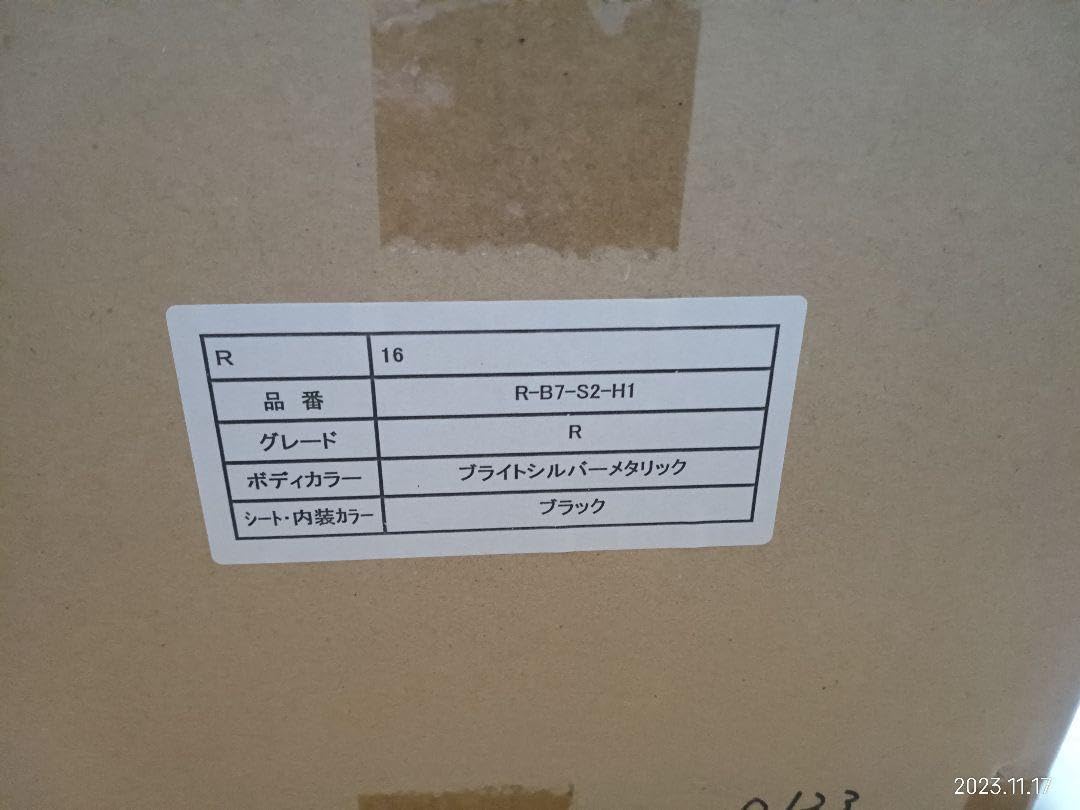 R 16
品 番 R-B7-S2-H1
グレード R
ボディカラー ブライトシルバーメタリック
シート・内装カラー ブラック
2023.11.17